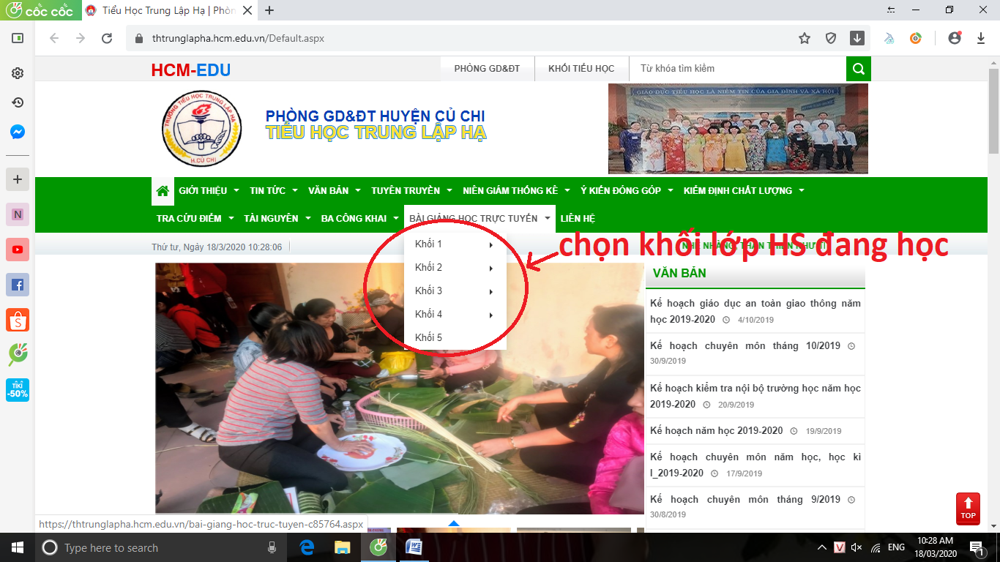 cốc cốc
Tiểu Học Trung Lập Hạ | Phòn
thtrunglapha.hcm.edu.vn/Default.aspx
HCM-EDU
PHÒNG GD&ĐT
KHỐI TIỂU HỌC
Từ khóa tìm kiếm
TRƯỜNG TIỂU HỌC TRUNG LẬP HẠ
H.CỦ CHI
PHÒNG GD&ĐT HUYỆN CỦ CHI
TIỂU HỌC TRUNG LẬP HẠ
GIÁO DỤC TIỂU HỌC LÀ NIỀM TIN CỦA GIA ĐÌNH VÀ XÃ HỘI
GIỚI THIỆU
TIN TỨC
VĂN BẢN
TUYÊN TRUYỀN
NIÊN GIÁM THỐNG KÊ
Ý KIẾN ĐÓNG GÓP
KIỂM ĐỊNH CHẤT LƯỢNG
TRA CỨU ĐIỂM
TÀI NGUYÊN
BA CÔNG KHAI
BÀI GIẢNG HỌC TRỰC TUYẾN
LIÊN HỆ
Thứ tư, Ngày 18/3/2020 10:28:06
chọn khối lớp HS đang học
Khối 1
Khối 2
Khối 3
Khối 4
Khối 5
VĂN BẢN
Kế hoạch giáo dục an toàn giao thông năm
học 2019-2020 4/10/2019
Kế hoạch chuyên môn tháng 10/2019
30/9/2019
Kế hoạch kiểm tra nội bộ trường học năm học
2019-2020 20/9/2019
Kế hoạch năm học 2019-2020 19/9/2019
Kế hoạch chuyên môn năm học, học kì
I_2019-2020 17/9/2019
Kế hoạch chuyên môn tháng 9/2019
30/8/2019
TOP
N
TIKI
-50%
https://thtrunglapha.hcm.edu.vn/bai-giang-hoc-truc-tuyen-c85764.aspx
Type here to search
ENG
10:28 AM
18/03/2020
1